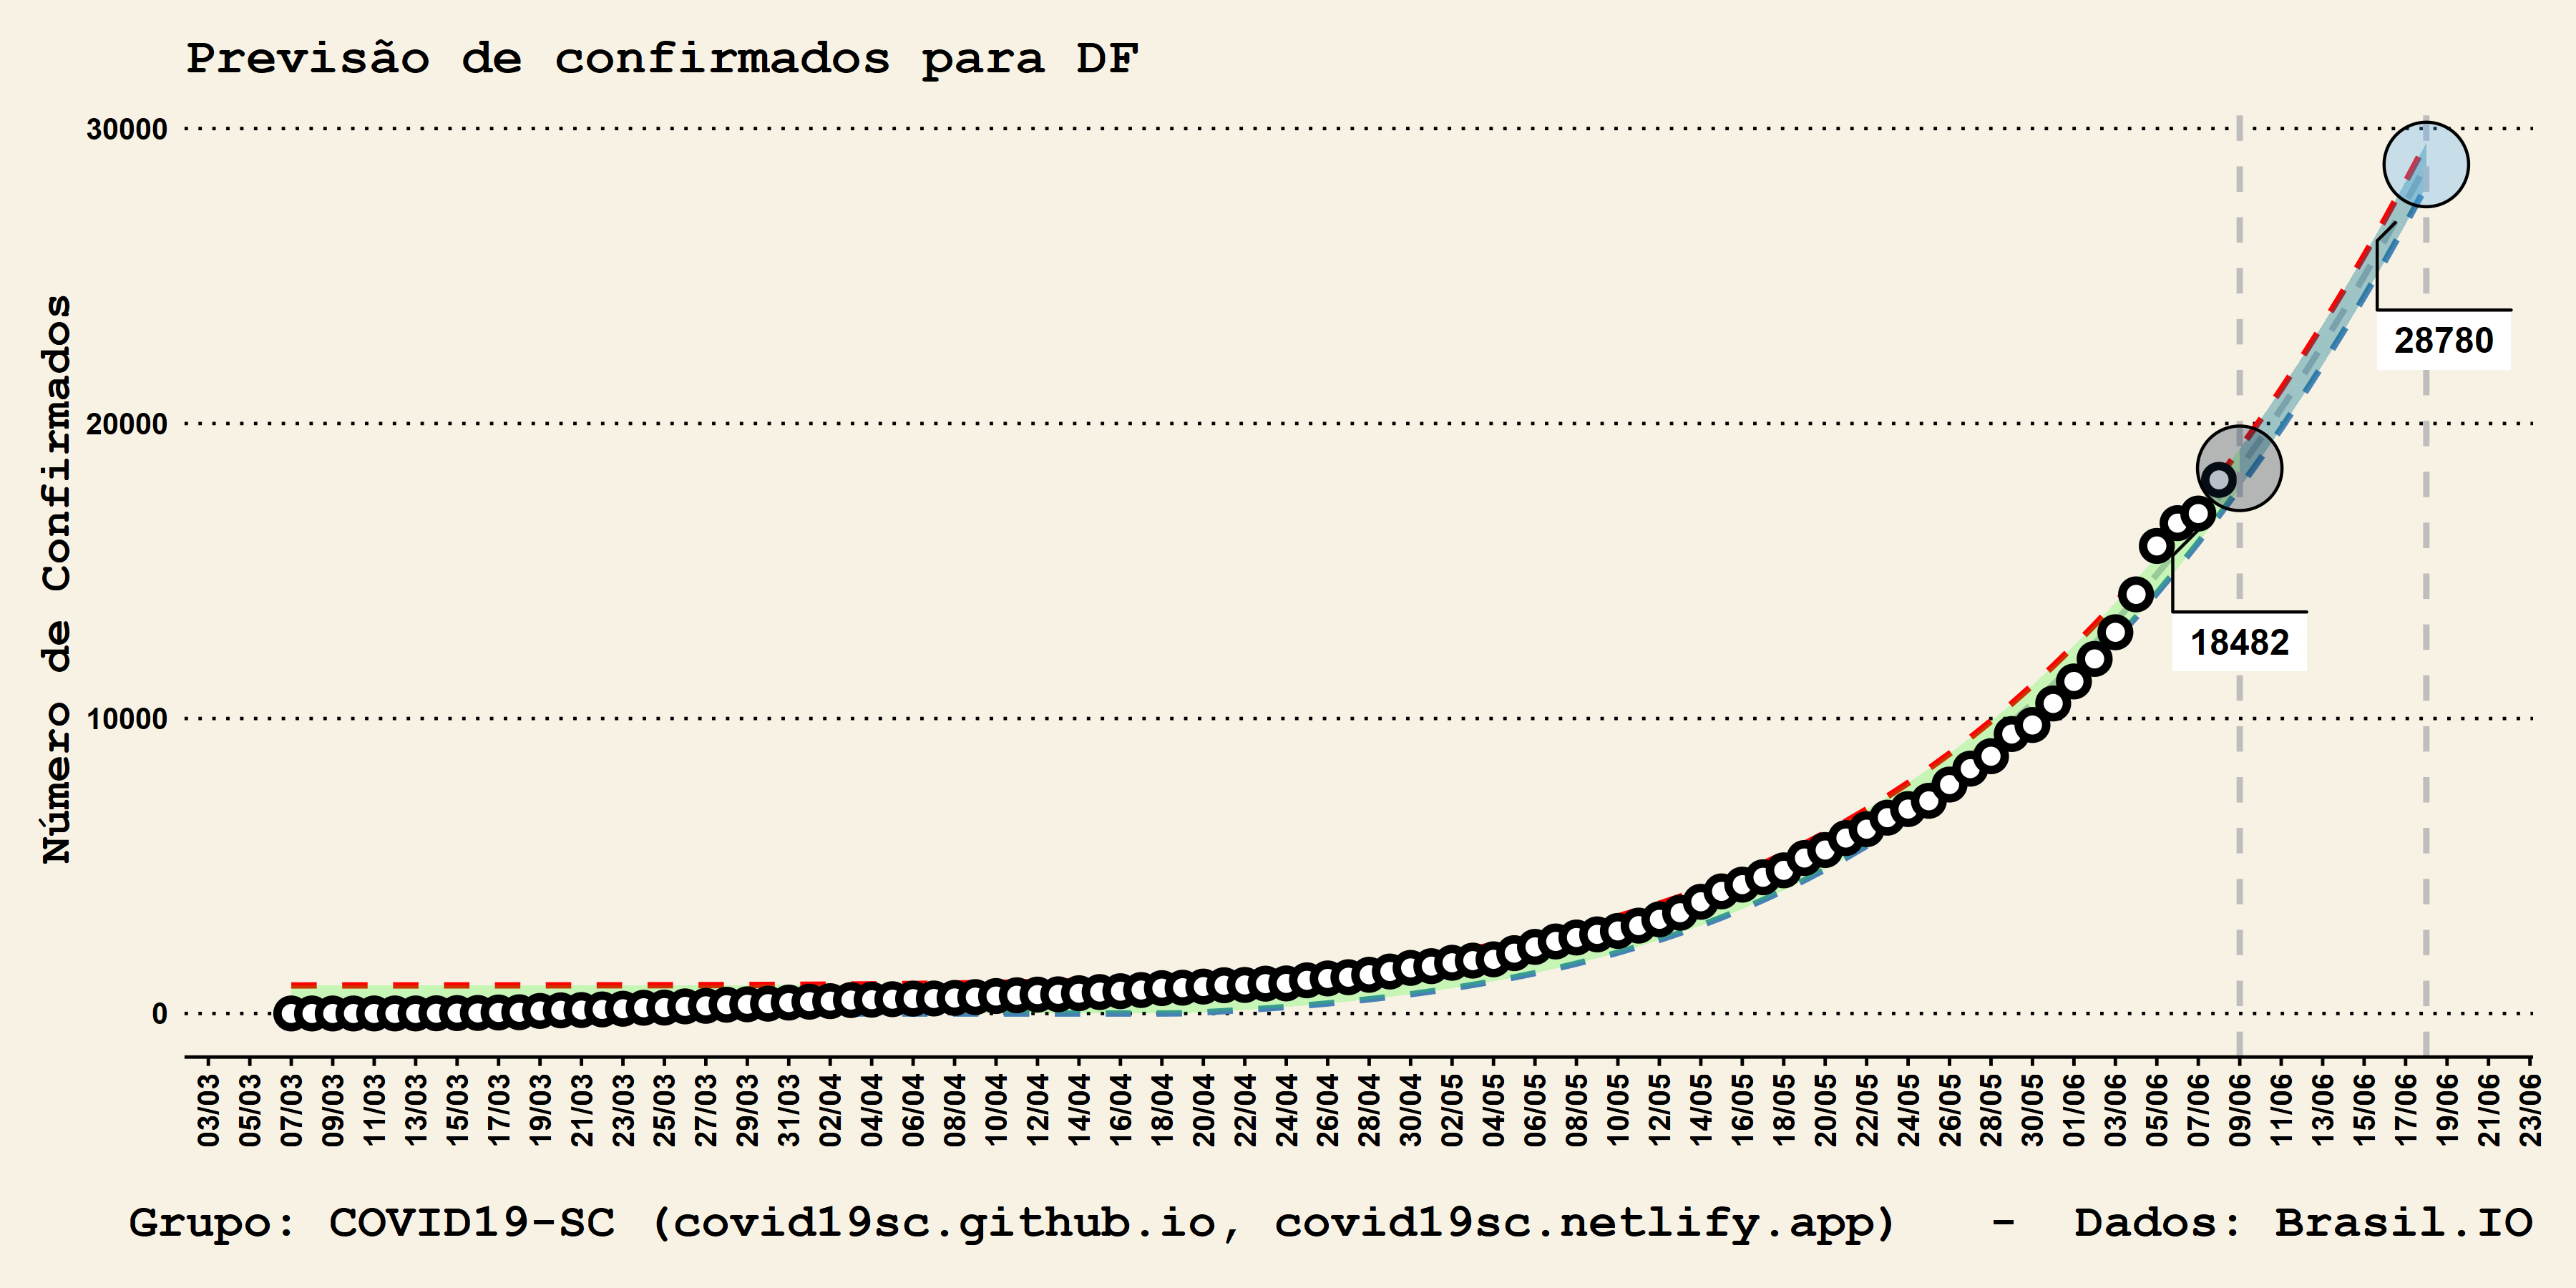 Previsão de confirmados para DF
Número de Confirmados
30000
20000
10000
0
28780
18482
03/03 05/03 07/03 09/03 11/03 13/03 15/03 17/03 19/03 21/03 23/03 25/03 27/03 29/03 31/03 02/04 04/04 06/04 08/04 10/04 12/04 14/04 16/04 18/04 20/04 22/04 24/04 26/04 28/04 30/04 02/05 04/05 06/05 08/05 10/05 12/05 14/05 16/05 18/05 20/05 22/05 24/05 26/05 28/05 30/05 01/06 03/06 05/06 07/06 09/06 11/06 13/06 15/06 17/06 19/06 21/06 23/06
Grupo: COVID19-SC (covid19sc.github.io, covid19sc.netlify.app) - Dados: Brasil.IO